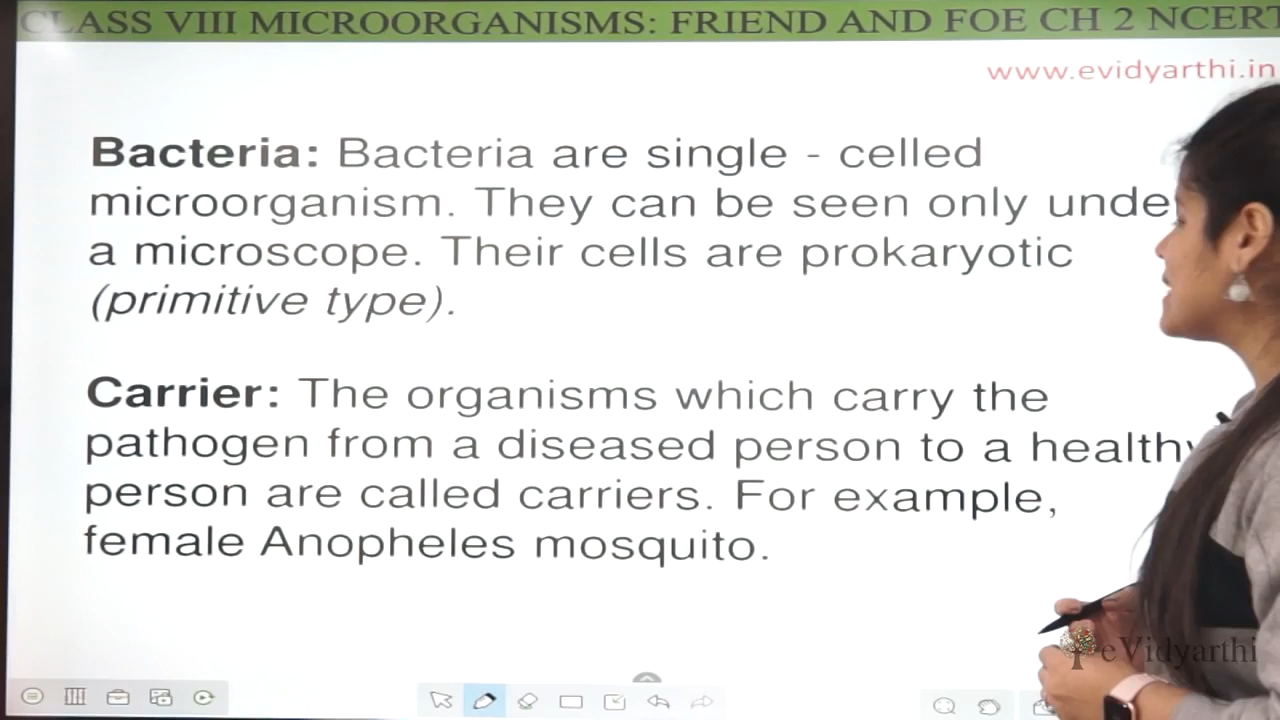 CLASS VIII MICROORGANISMS: FRIEND AND FOE CH 2 NCERT
www.evidyarthi.in
Bacteria: Bacteria are single - celled
microorganism. They can be seen only unde
a microscope. Their cells are prokaryotic
(primitive type).
Carrier: The organisms which carry the
pathogen from a diseased person to a healthy
person are called carriers. For example,
female Anopheles mosquito.
eVidyarthi